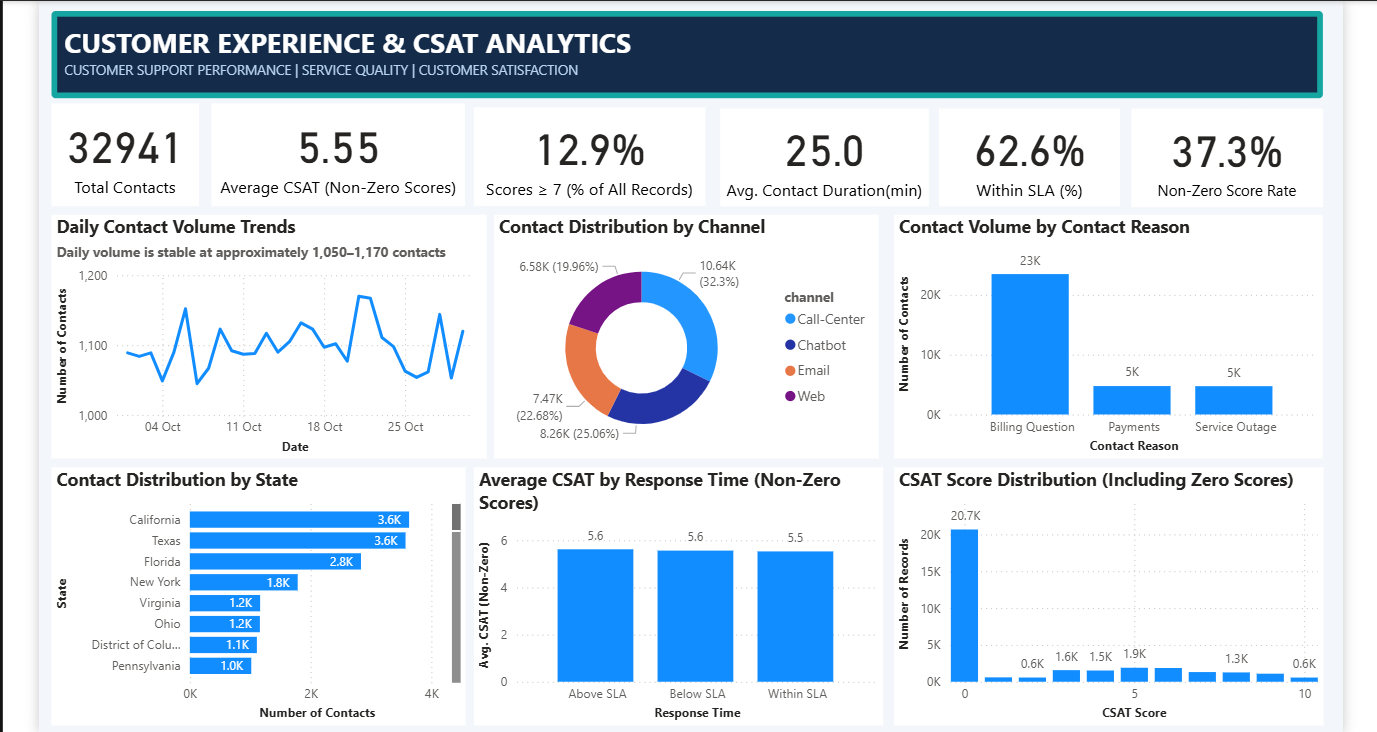 CUSTOMER EXPERIENCE & CSAT ANALYTICS
CUSTOMER SUPPORT PERFORMANCE | SERVICE QUALITY | CUSTOMER SATISFACTION
32941
Total Contacts
5.55
Average CSAT (Non-Zero Scores)
12.9%
Scores ≥ 7 (% of All Records)
25.0
Avg. Contact Duration(min)
62.6%
Within SLA (%)
37.3%
Non-Zero Score Rate
Daily Contact Volume Trends
Daily volume is stable at approximately 1,050–1,170 contacts
Number of Contacts
1,200
1,100
1,000
04 Oct
11 Oct
18 Oct
25 Oct
Date
Contact Distribution by Channel
6.58K (19.96%)
10.64K
(32.3%)
7.47K
(22.68%)
8.26K (25.06%)
channel
Call-Center
Chatbot
Email
Web
Contact Volume by Contact Reason
Number of Contacts
20K
10K
0K
23K
5K
5K
Billing Question
Payments
Service Outage
Contact Reason
Contact Distribution by State
State
California
3.6K
Texas
3.6K
Florida
2.8K
New York
1.8K
Virginia
1.2K
Ohio
1.2K
District of Colu...
1.1K
Pennsylvania
1.0K
0K
2K
4K
Number of Contacts
Average CSAT by Response Time (Non-Zero
Scores)
Avg. CSAT (Non-Zero)
6
4
2
0
5.6
5.6
5.5
Above SLA
Below SLA
Within SLA
Response Time
CSAT Score Distribution (Including Zero Scores)
Number of Records
20K
15K
10K
5K
0K
20.7K
0.6K
1.6K
1.5K
1.9K
1.3K
0.6K
0
5
10
CSAT Score